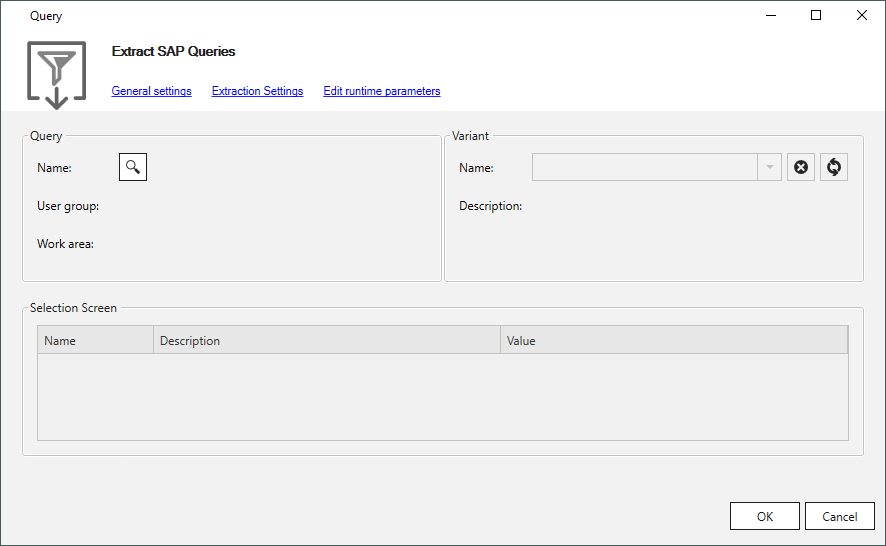 Query
Extract SAP Queries
General settings Extraction Settings Edit runtime parameters
Query
Name:
User group:
Work area:
Variant
Name:
Description:
Selection Screen
Name Description Value
OK Cancel